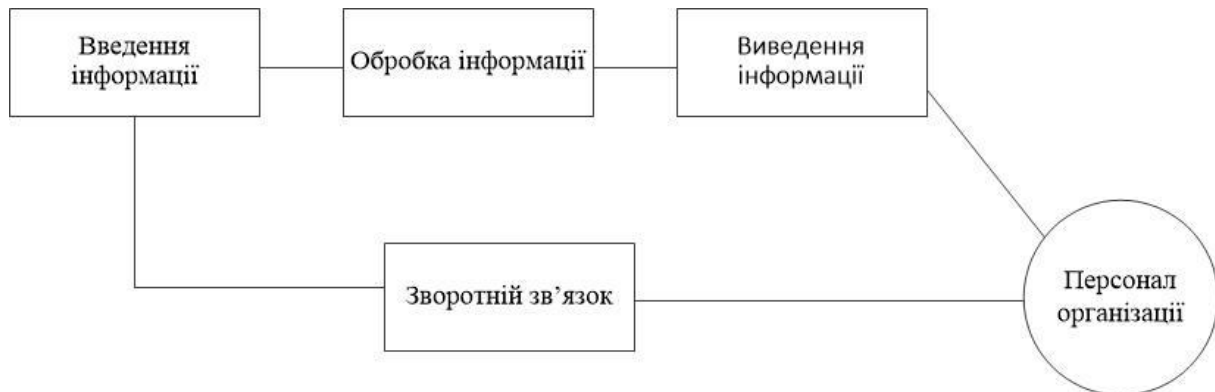 Введення
інформації
Обробка інформації
Виведення
інформації
Зворотній зв’язок
Персонал
організації